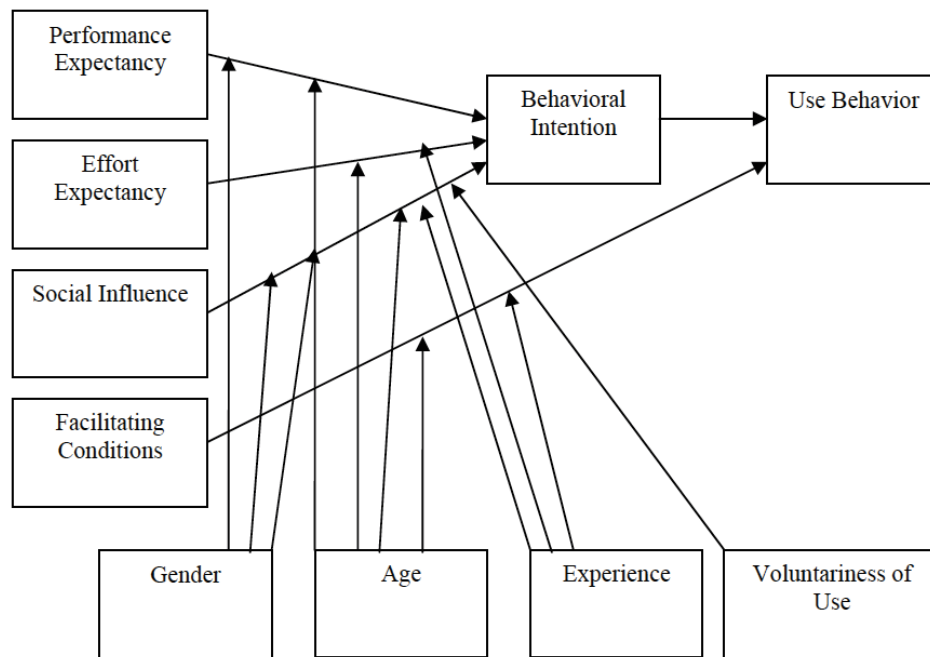 Performance
Expectancy
Effort
Expectancy
Social Influence
Facilitating
Conditions
Behavioral
Intention
Use Behavior
Gender
Age
Experience
Voluntariness of
Use